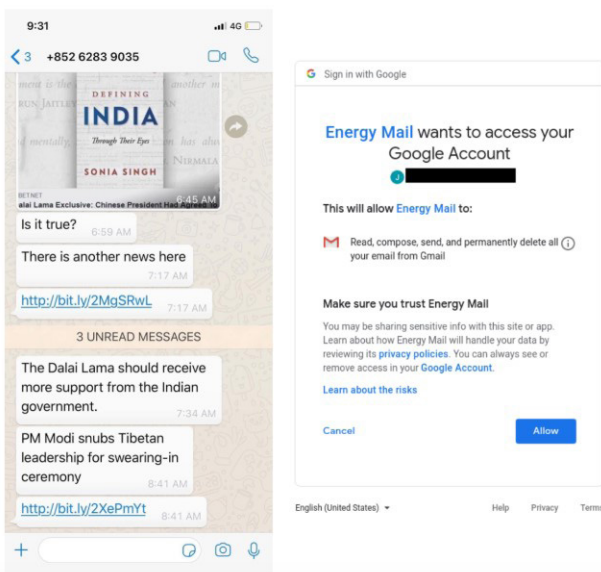 9:31
4G
3
+852 6283 9035
DEFINING
another
RUN JAITLEY
INDIA
mentally,
Through Their Eyes
has
NIRMALA
SONIA SINGH
alai Lama Exclusive: Chinese President Had Agreed
6:45 AM
Is it true?
6:59 AM
There is another news here
7:17 AM
http://bit.ly/2MgSRwL
7:17 AM
3 UNREAD MESSAGES
The Dalai Lama should receive
more support from the Indian
government.
7:34 AM
PM Modi snubs Tibetan
leadership for swearing-in
ceremony
8:41 AM
http://bit.ly/2XePmYt
8:41 AM
G Sign in with Google
Energy Mail wants to access your
Google Account
J
This will allow Energy Mail to:
Read, compose, send, and permanently delete all
your email from Gmail
Make sure you trust Energy Mail
You may be sharing sensitive info with this site or app.
Learn about how Energy Mail will handle your data by
reviewing its privacy policies. You can always see or
remove access in your Google Account.
Learn about the risks
Cancel
Allow
English (United States)
Help
Privacy
Terms